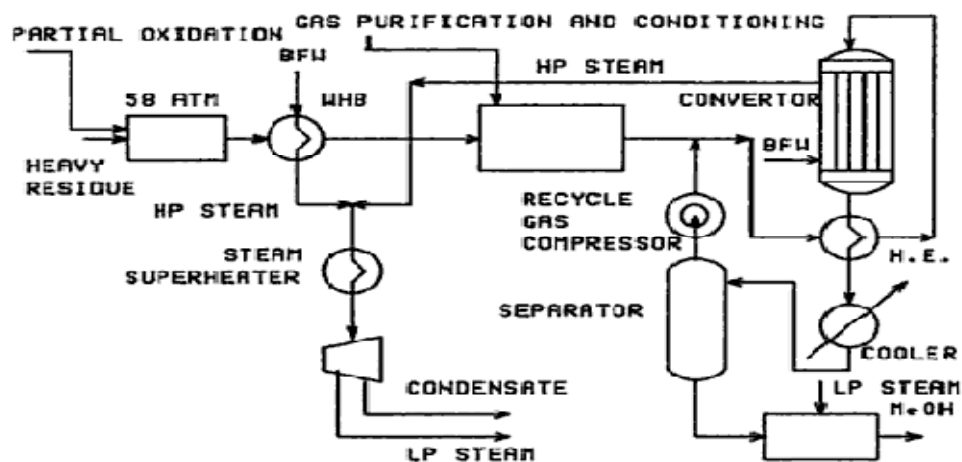 GAS PURIFICATION AND CONDITIONING
PARTIAL OXIDATION
BFW
HP STEAM
58 ATM
WHB
CONVERTOR
BFW
HEAVY
RESIDUE
HP STEAM
RECYCLE
GAS
COMPRESSOR
STEAM
SUPERHEATER
H.E.
SEPARATOR
COOLER
CONDENSATE
LP STEAM
MeOH
LP STEAM